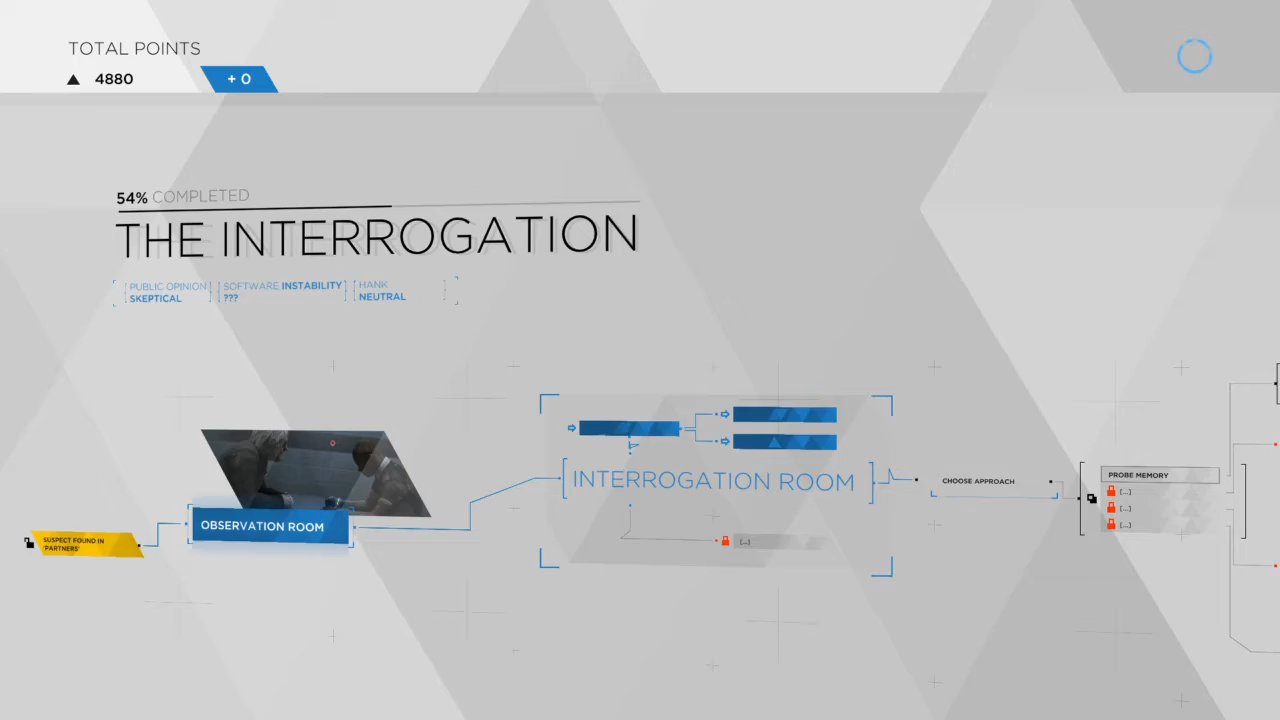 TOTAL POINTS
▲ 4880
+ 0
54% COMPLETED
THE INTERROGATION
PUBLIC OPINION
SKEPTICAL
SOFTWARE INSTABILITY
???
HANK
NEUTRAL
SUSPECT FOUND IN
'PARTNERS'
OBSERVATION ROOM
INTERROGATION ROOM
[...]
CHOOSE APPROACH
PROBE MEMORY
[...]
[...]
[...]